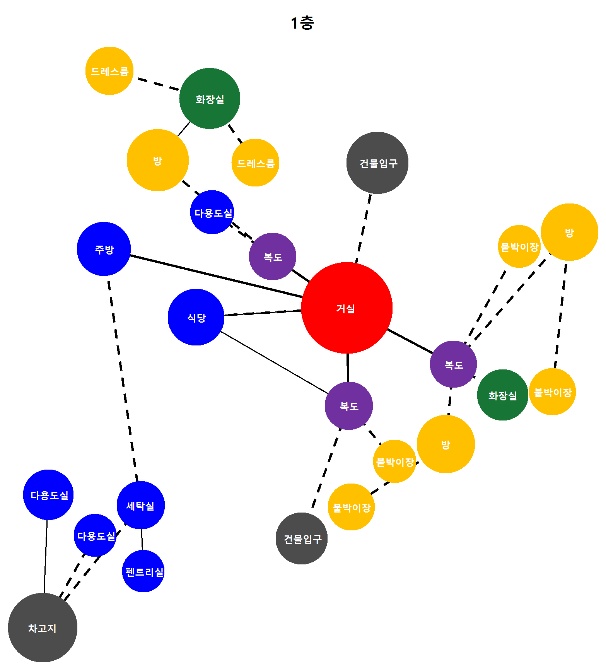 1층
드레스룸
화장실
방
드레스룸
건물입구
다용도실
복도
주방
붙박이장
방
식당
거실
복도
화장실
붙박이장
복도
방
붙박이장
붙박이장
다용도실
세탁실
다용도실
건물입구
펜트리실
차고지